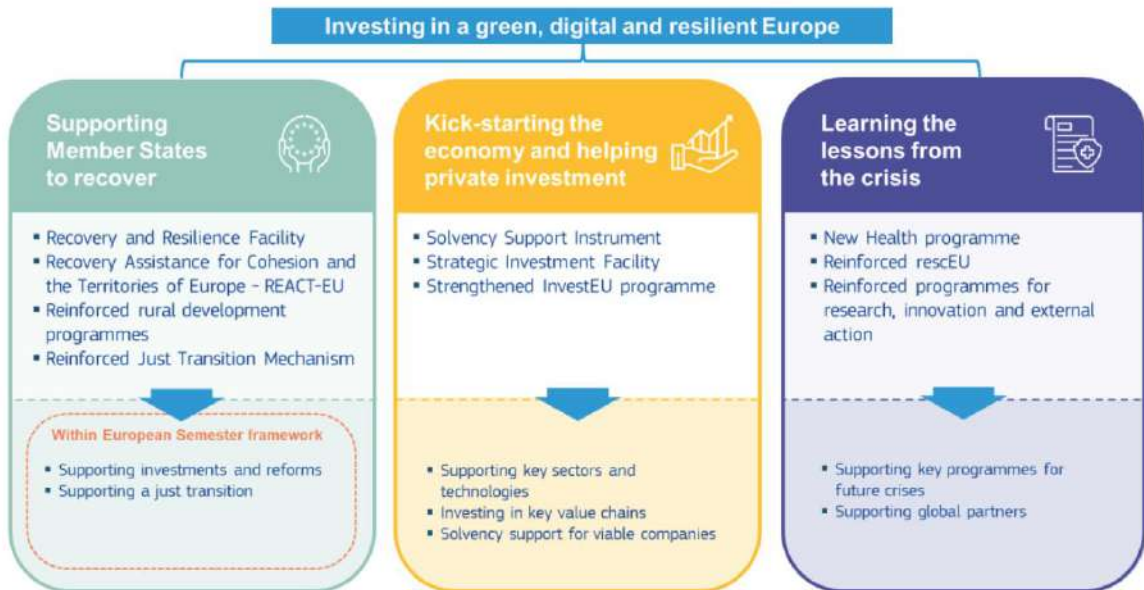 Investing in a green, digital and resilient Europe
Supporting
Member States
to recover
▪ Recovery and Resilience Facility
▪ Recovery Assistance for Cohesion and
the Territories of Europe - REACT-EU
▪ Reinforced rural development
programmes
▪ Reinforced Just Transition Mechanism
Within European Semester framework
▪ Supporting investments and reforms
▪ Supporting a just transition
Kick-starting the
economy and helping
private investment
▪ Solvency Support Instrument
▪ Strategic Investment Facility
▪ Strengthened InvestEU programme
▪ Supporting key sectors and
technologies
▪ Investing in key value chains
▪ Solvency support for viable companies
Learning the
lessons from
the crisis
▪ New Health programme
▪ Reinforced rescEU
▪ Reinforced programmes for
research, innovation and external
action
▪ Supporting key programmes for
future crises
▪ Supporting global partners